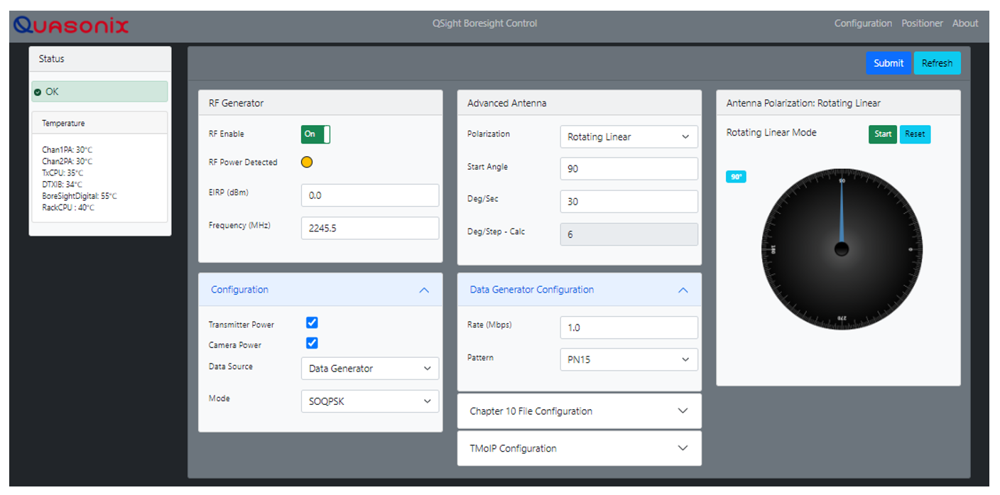 Quasonix
QSight Boresight Control
Configuration Positioner About
Status
OK
Temperature
Chan1PA: 30°C
Chan2PA: 30°C
TxCPU: 35°C
DTXIB: 34°C
BoreSightDigital: 55°C
RackCPU : 40°C
Submit Refresh
RF Generator
RF Enable On
RF Power Detected
EIRP (dBm) 0.0
Frequency (MHz) 2245.5
Configuration
Transmitter Power
Camera Power
Data Source Data Generator
Mode SOQPSK
Advanced Antenna
Polarization Rotating Linear
Start Angle 90
Deg/Sec 30
Deg/Step - Calc 6
Data Generator Configuration
Rate (Mbps) 1.0
Pattern PN15
Chapter 10 File Configuration
TMoIP Configuration
Antenna Polarization: Rotating Linear
Rotating Linear Mode Start Reset
90°
90
180
0
270